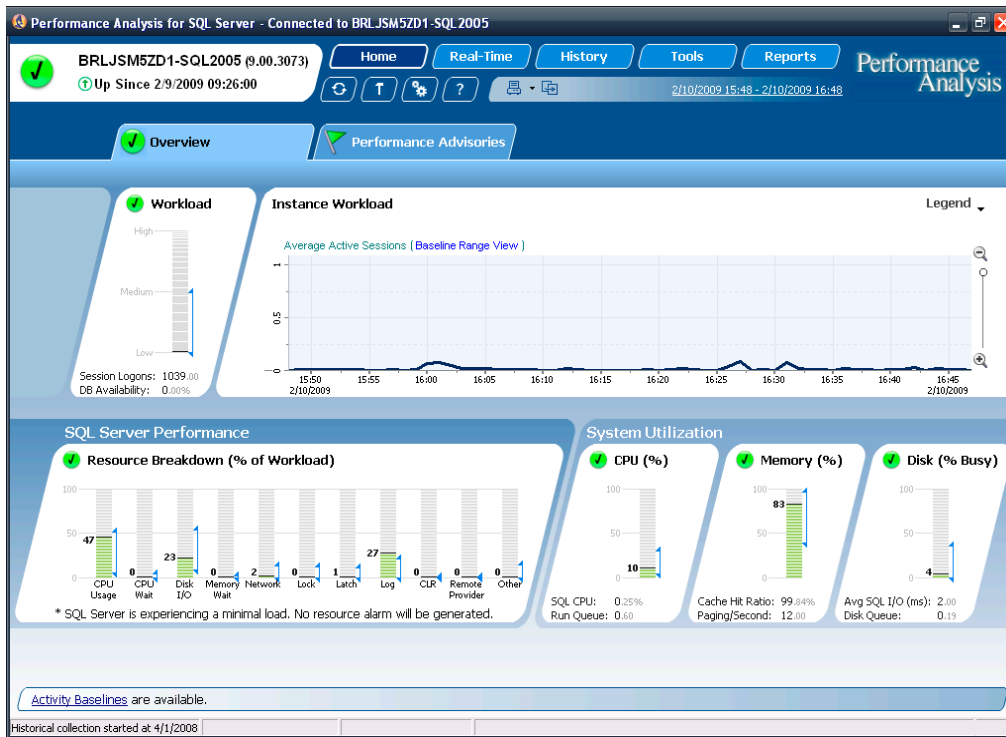 Performance Analysis for SQL Server - Connected to BRLJSM5ZD1-SQL2005
BRLJSM5ZD1-SQL2005 (9.00.3073)
Up Since 2/9/2009 09:26:00
Home Real-Time History Tools Reports
2/10/2009 15:48 - 2/10/2009 16:48
Performance
Analysis
Overview
Performance Advisories
Workload
High
Medium
Low
Session Logons: 1039.00
DB Availability: 0.00%
Instance Workload
Legend
Average Active Sessions (Baseline Range View)
1
0.5
0
15:50 15:55 16:00 16:05 16:10 16:15 16:20 16:25 16:30 16:35 16:40 16:45
2/10/2009 2/10/2009
SQL Server Performance
Resource Breakdown (% of Workload)
100
50
0
47 0 23 0 2 0 1 27 0 0 0
CPU Usage
CPU Wait
Disk I/O
Memory Wait
Network
Lock
Latch
Log
CLR
Remote Provider
Other
* SQL Server is experiencing a minimal load. No resource alarm will be generated.
System Utilization
CPU (%)
100
50
10
0
SQL CPU: 0.25%
Run Queue: 0.60
Memory (%)
100
83
50
0
Cache Hit Ratio: 99.84%
Paging/Second: 12.00
Disk (% Busy)
100
50
4
0
Avg SQL I/O (ms): 2.00
Disk Queue: 0.19
Activity Baselines are available.
Historical collection started at 4/1/2008